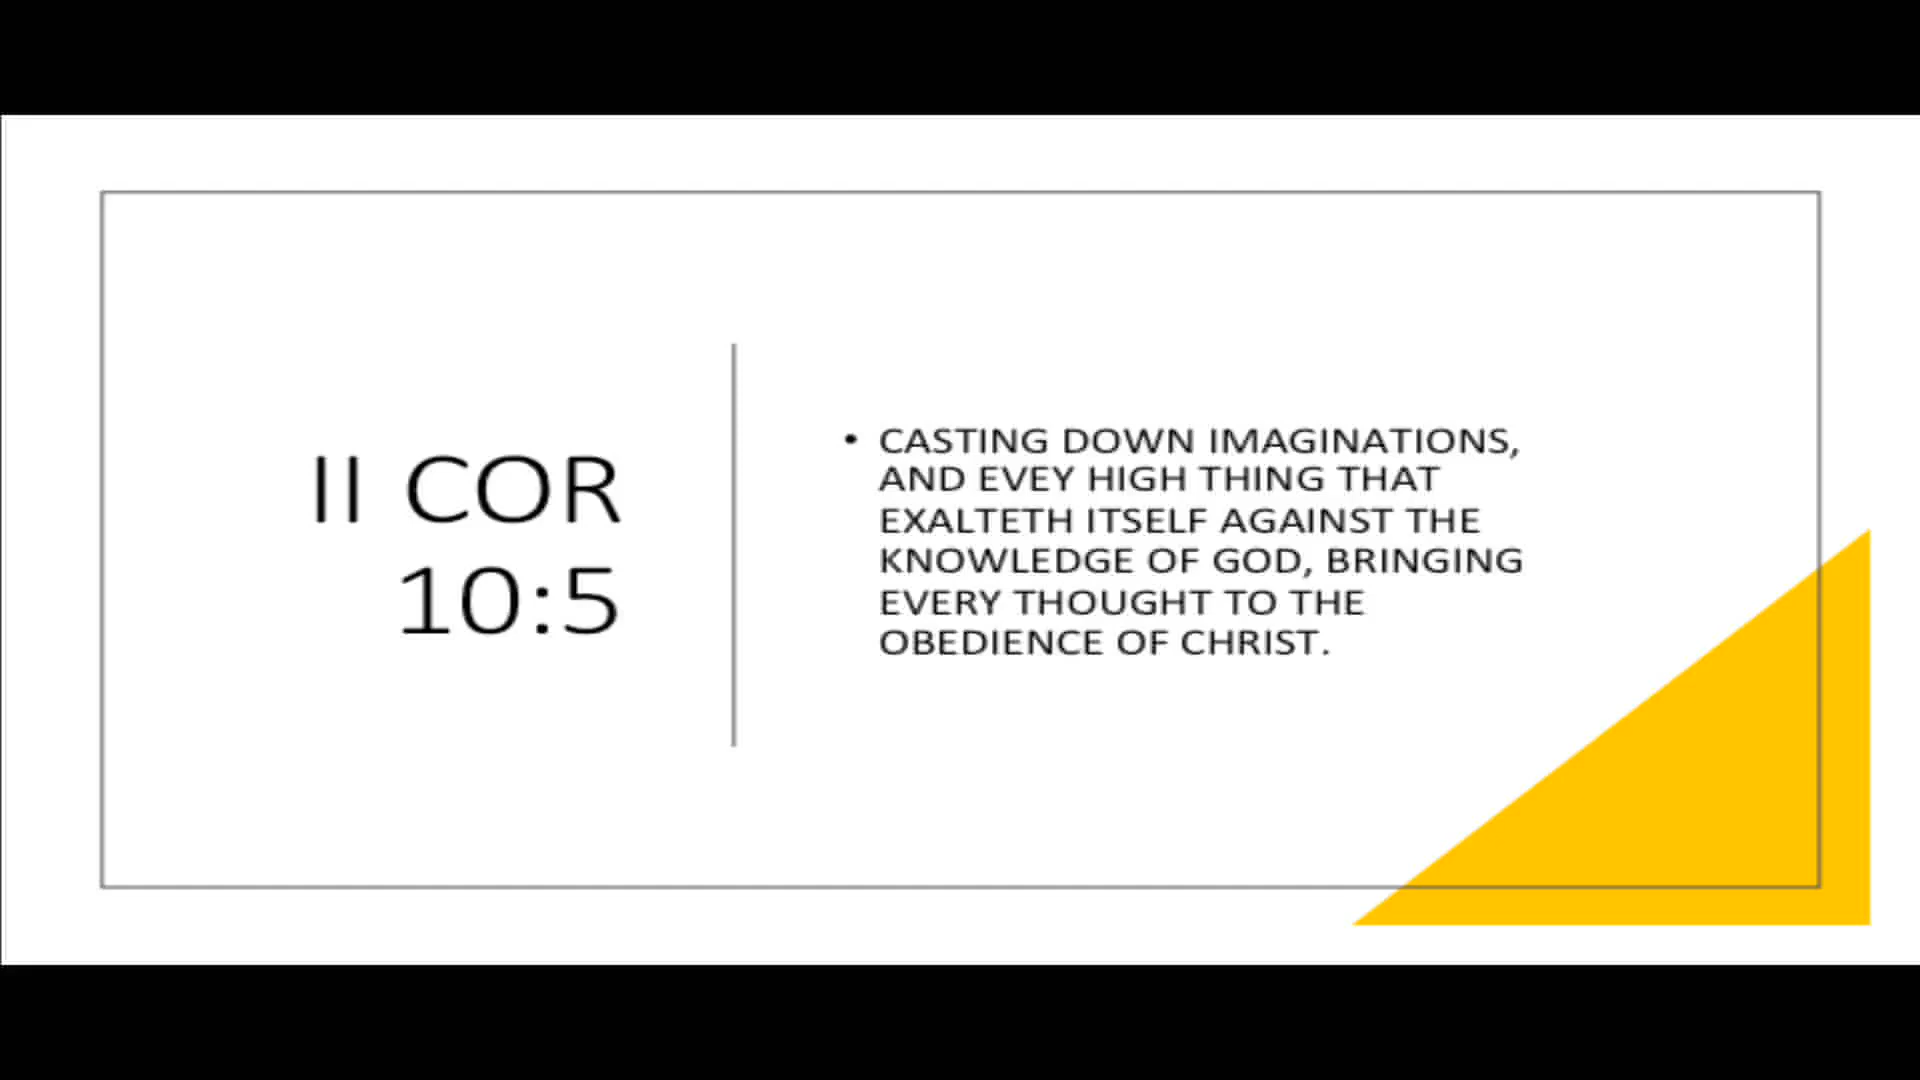 II COR
10:5
• CASTING DOWN IMAGINATIONS,
AND EVEY HIGH THING THAT
EXALTETH ITSELF AGAINST THE
KNOWLEDGE OF GOD, BRINGING
EVERY THOUGHT TO THE
OBEDIENCE OF CHRIST.